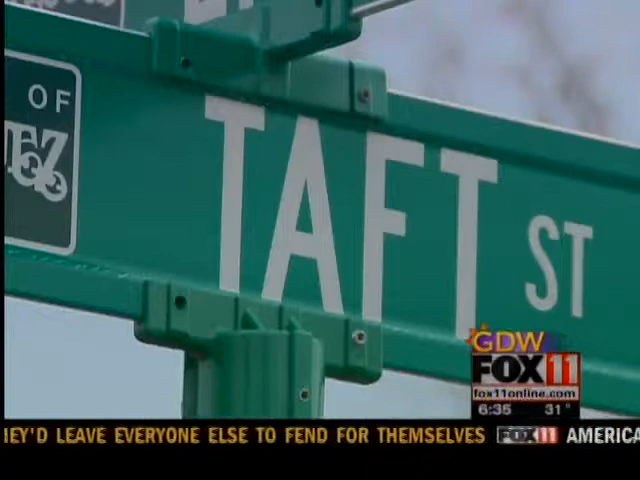 OF
TAFT ST
GDW
FOX 11
fox11online.com
6:35 31°
HEY'D LEAVE EVERYONE ELSE TO FEND FOR THEMSELVES FOX 11 AMERICA